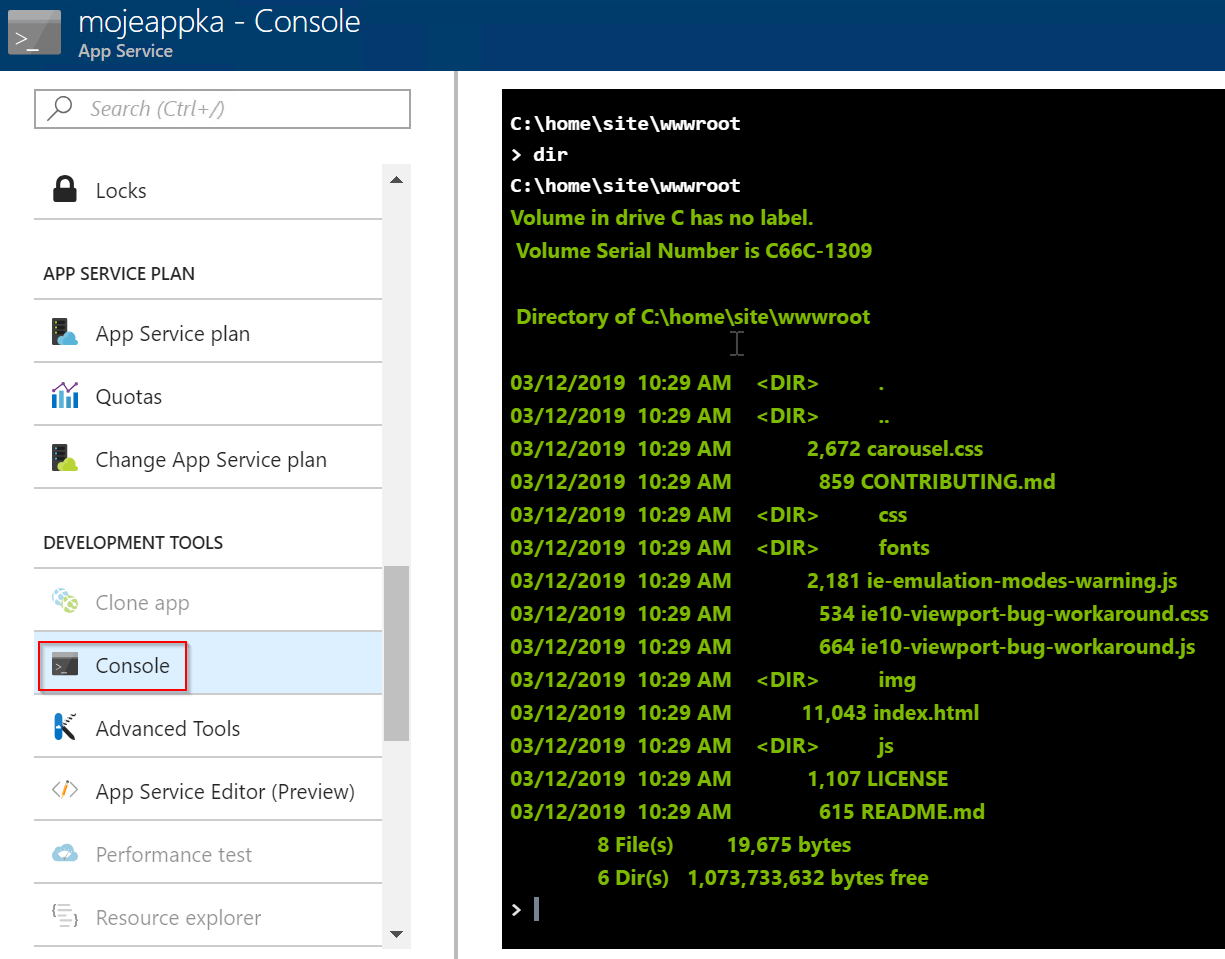 mojeappka - Console
App Service
Search (Ctrl+/)
Locks
APP SERVICE PLAN
App Service plan
Quotas
Change App Service plan
DEVELOPMENT TOOLS
Clone app
Console
Advanced Tools
App Service Editor (Preview)
Performance test
Resource explorer
C:\home\site\wwwroot
> dir
C:\home\site\wwwroot
Volume in drive C has no label.
Volume Serial Number is C66C-1309
Directory of C:\home\site\wwwroot
03/12/2019 10:29 AM <DIR> .
03/12/2019 10:29 AM <DIR> ..
03/12/2019 10:29 AM 2,672 carousel.css
03/12/2019 10:29 AM 859 CONTRIBUTING.md
03/12/2019 10:29 AM <DIR> css
03/12/2019 10:29 AM <DIR> fonts
03/12/2019 10:29 AM 2,181 ie-emulation-modes-warning.js
03/12/2019 10:29 AM 534 ie10-viewport-bug-workaround.css
03/12/2019 10:29 AM 664 ie10-viewport-bug-workaround.js
03/12/2019 10:29 AM <DIR> img
03/12/2019 10:29 AM 11,043 index.html
03/12/2019 10:29 AM <DIR> js
03/12/2019 10:29 AM 1,107 LICENSE
03/12/2019 10:29 AM 615 README.md
8 File(s) 19,675 bytes
6 Dir(s) 1,073,733,632 bytes free
>